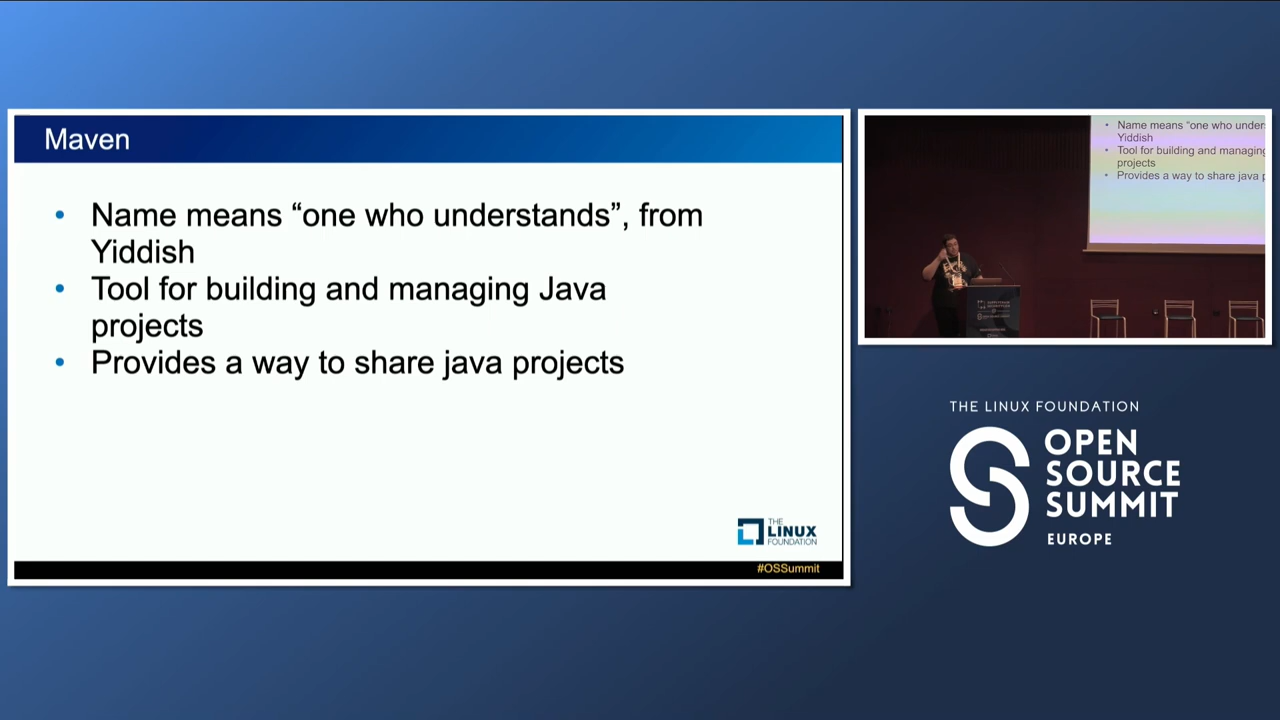 Maven
• Name means “one who understands”, from
Yiddish
• Tool for building and managing Java
projects
• Provides a way to share java projects
THE
LINUX
FOUNDATION
#OSSummit
• Name means “one who under
Yiddish
• Tool for building and managing
projects
• Provides a way to share java p
THE LINUX FOUNDATION
OPEN
SOURCE
SUMMIT
EUROPE